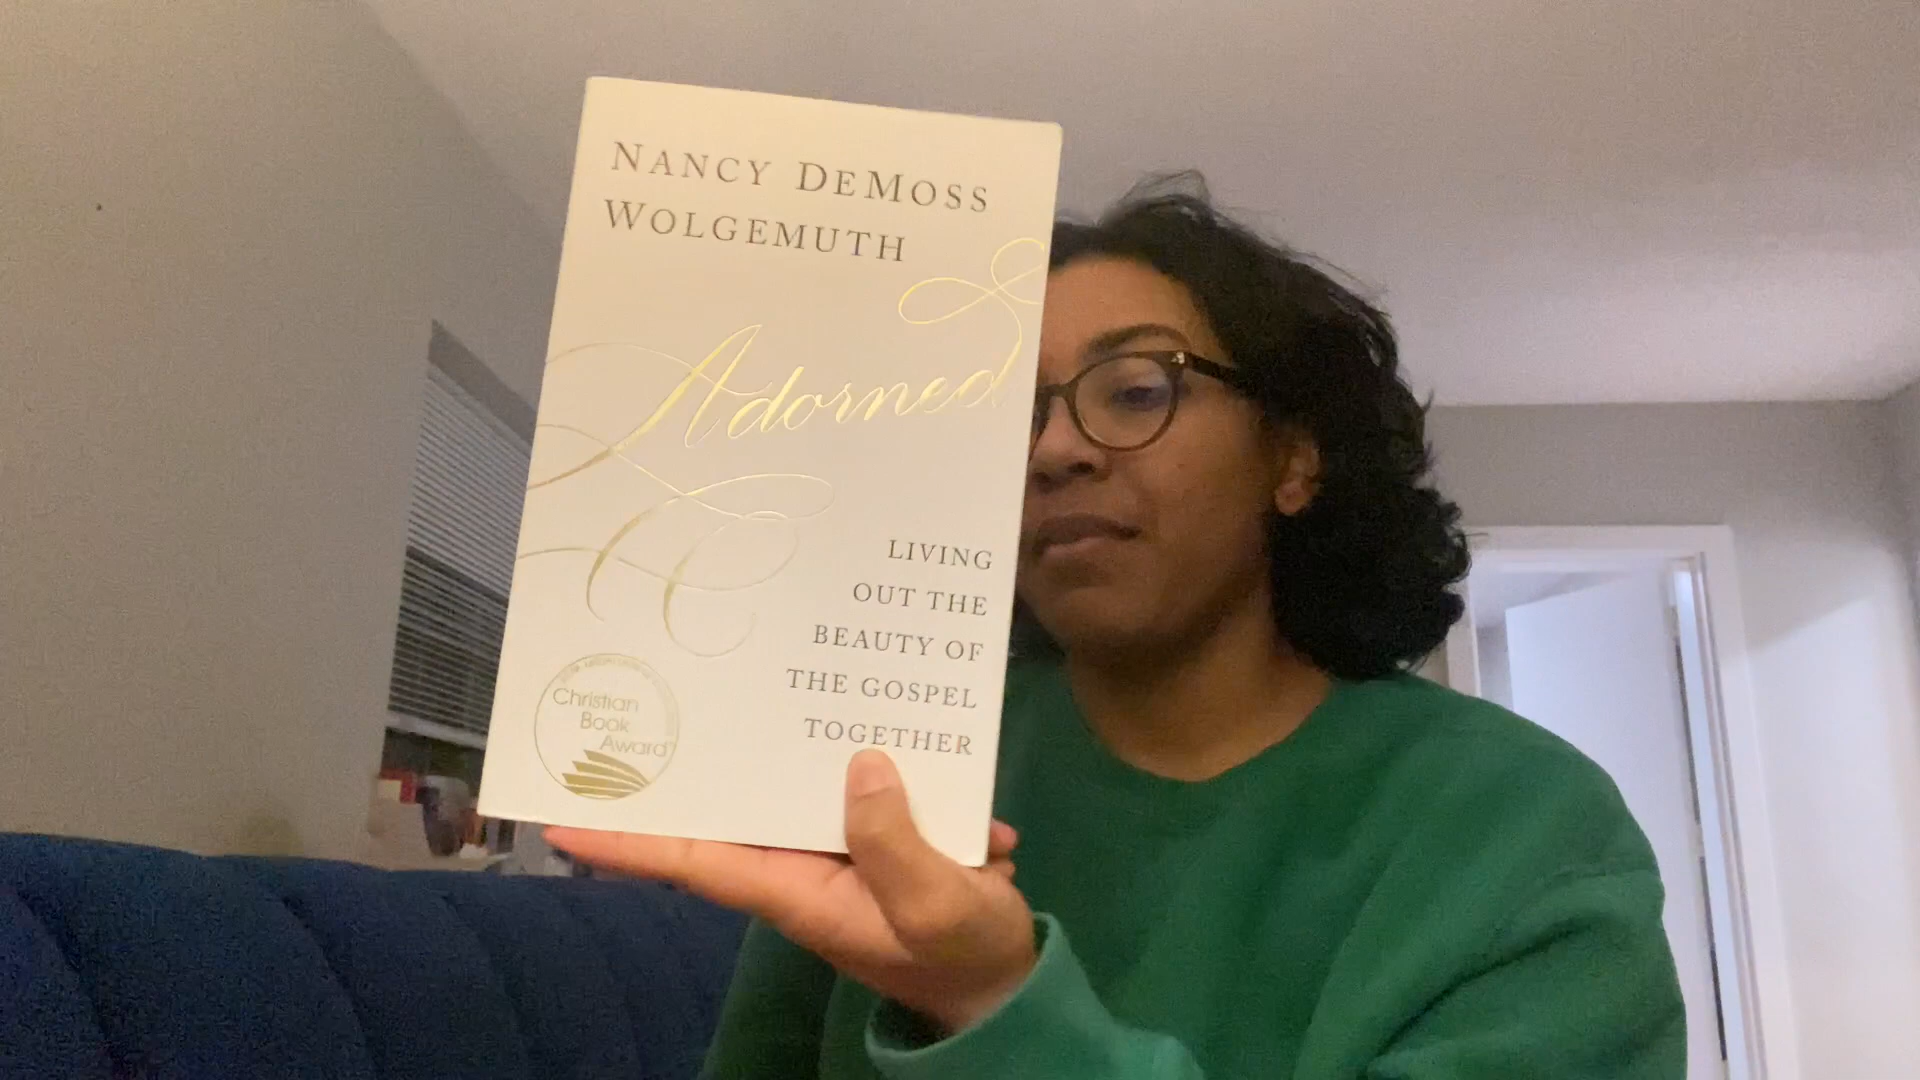 NANCY DEMOSS
WOLGEMUTH
Adorned
LIVING
OUT THE
BEAUTY OF
THE GOSPEL
TOGETHER
Christian
Book
Award